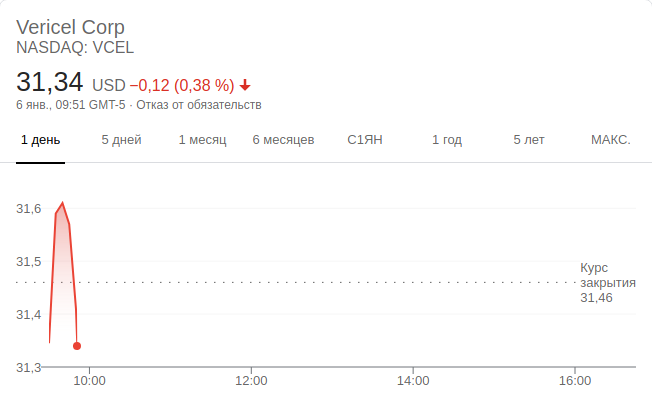 Vericel Corp
NASDAQ: VCEL
31,34 USD −0,12 (0,38 %)
6 янв., 09:51 GMT-5 · Отказ от обязательств
1 день 5 дней 1 месяц 6 месяцев С1ЯН 1 год 5 лет МАКС.
31,6
31,5
Курс
закрытия
31,46
31,4
31,3
10:00 12:00 14:00 16:00